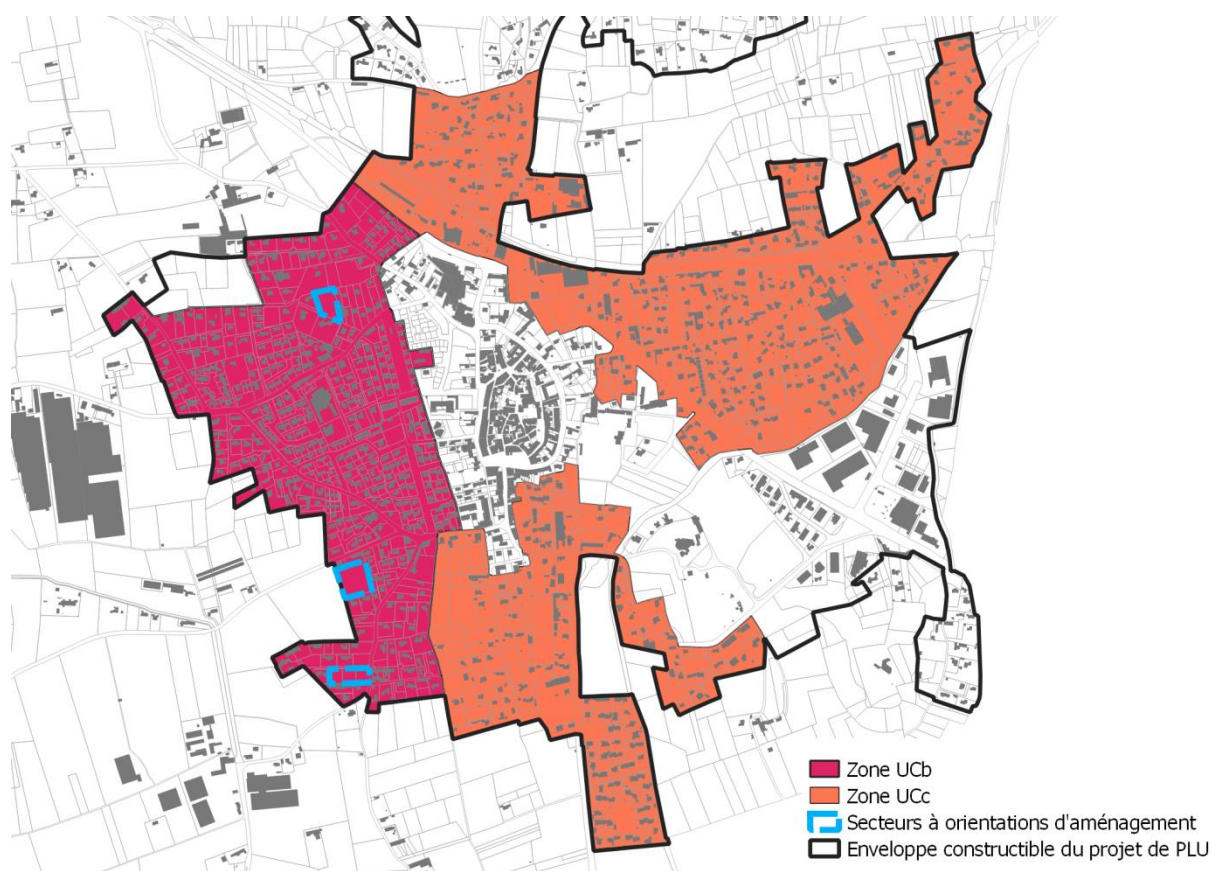 Zone UCb
Zone UCc
Secteurs à orientations d'aménagement
Enveloppe constructible du projet de PLU